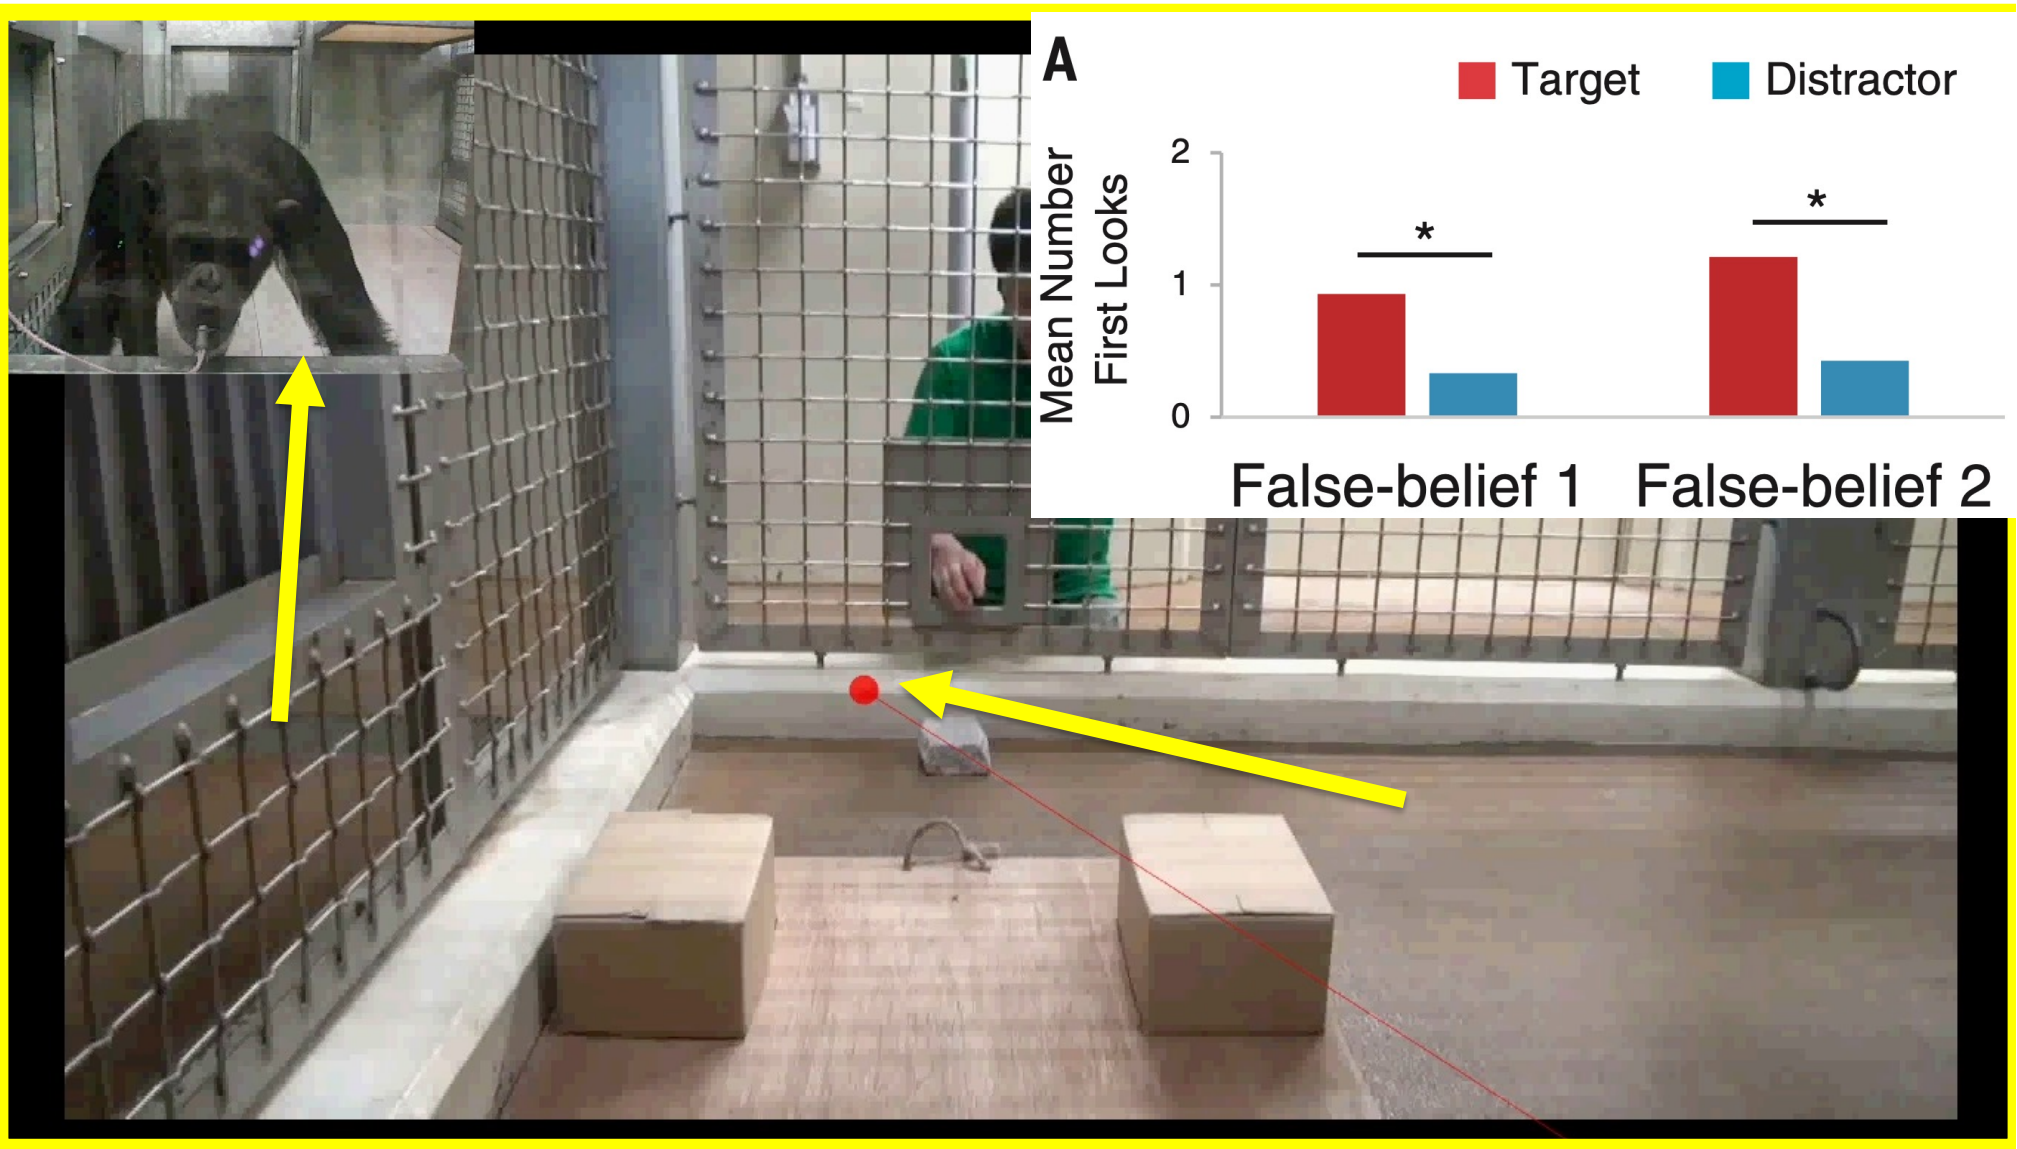 A
Target
Distractor
Mean Number
First Looks
2
*
*
1
0
False-belief 1
False-belief 2